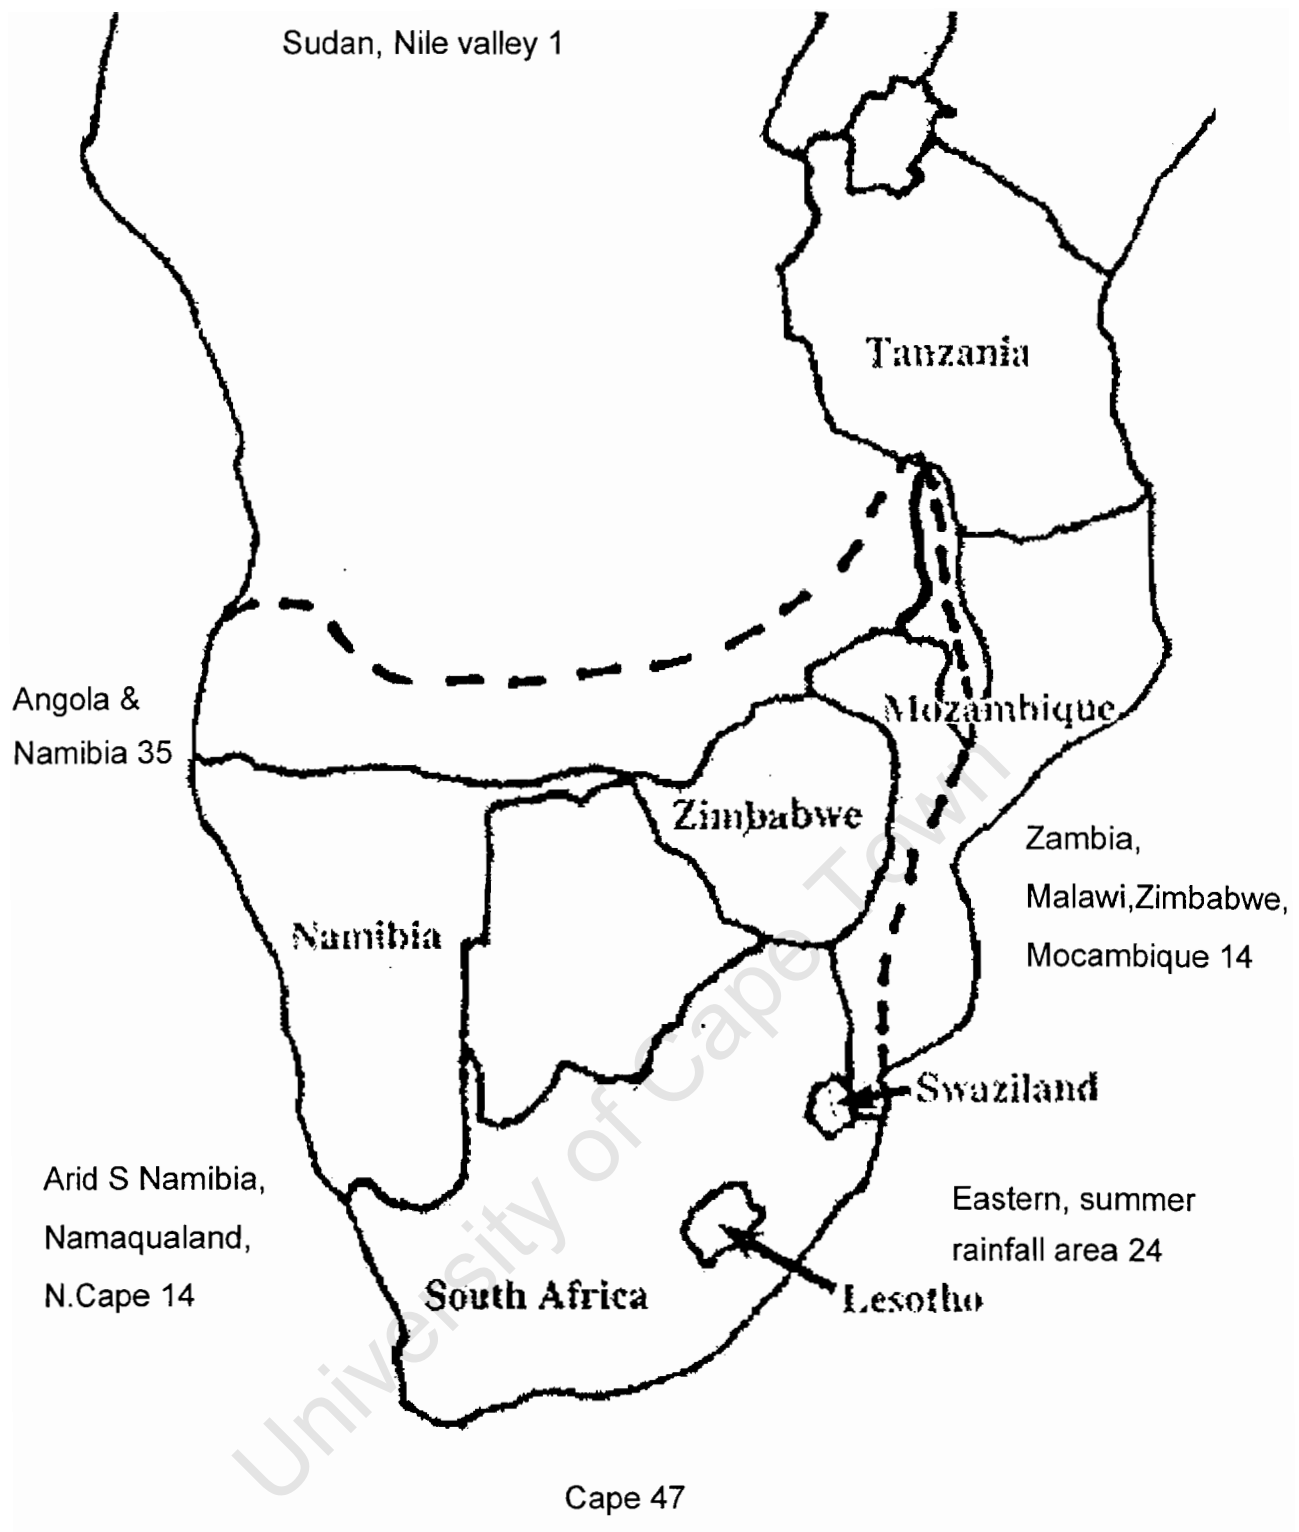 Sudan, Nile valley 1
Tanzania
Angola &
Namibia 35
Mozambique
Zimbabwe
Zambia,
Malawi,Zimbabwe,
Mocambique 14
Namibia
Swaziland
Arid S Namibia,
Namaqualand,
N.Cape 14
Eastern, summer
rainfall area 24
South Africa
Lesotho
Cape 47
University of Cape Town